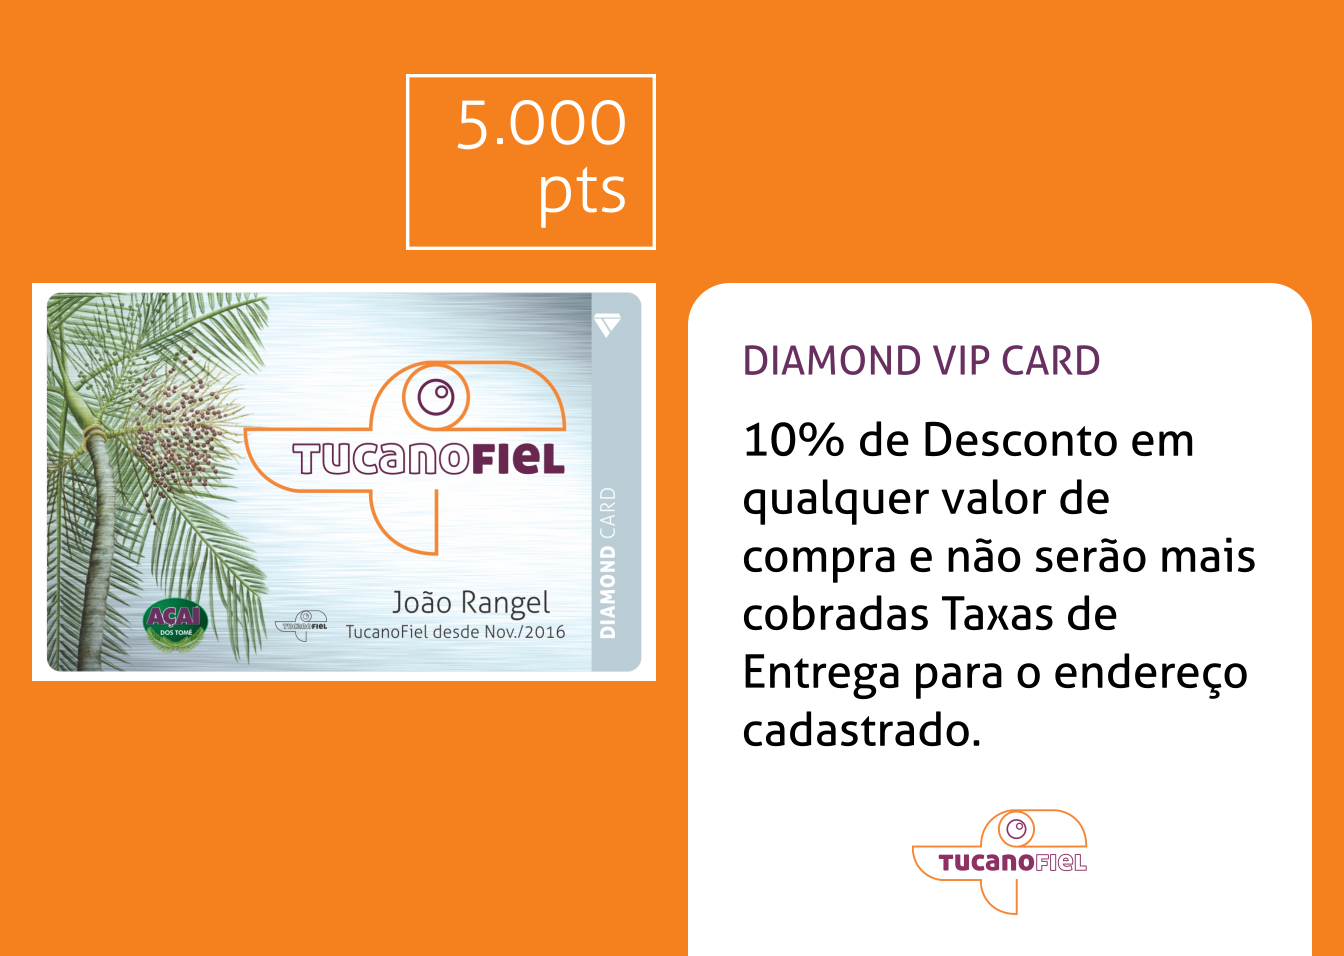 5.000
pts
TUCANOFIEL
DIAMOND CARD
João Rangel
TucanoFiel desde Nov./2016
AÇAÍ
DOS TOMÉ
TUCANOFIEL
DIAMOND VIP CARD
10% de Desconto em
qualquer valor de
compra e não serão mais
cobradas Taxas de
Entrega para o endereço
cadastrado.
TUCANOFIEL